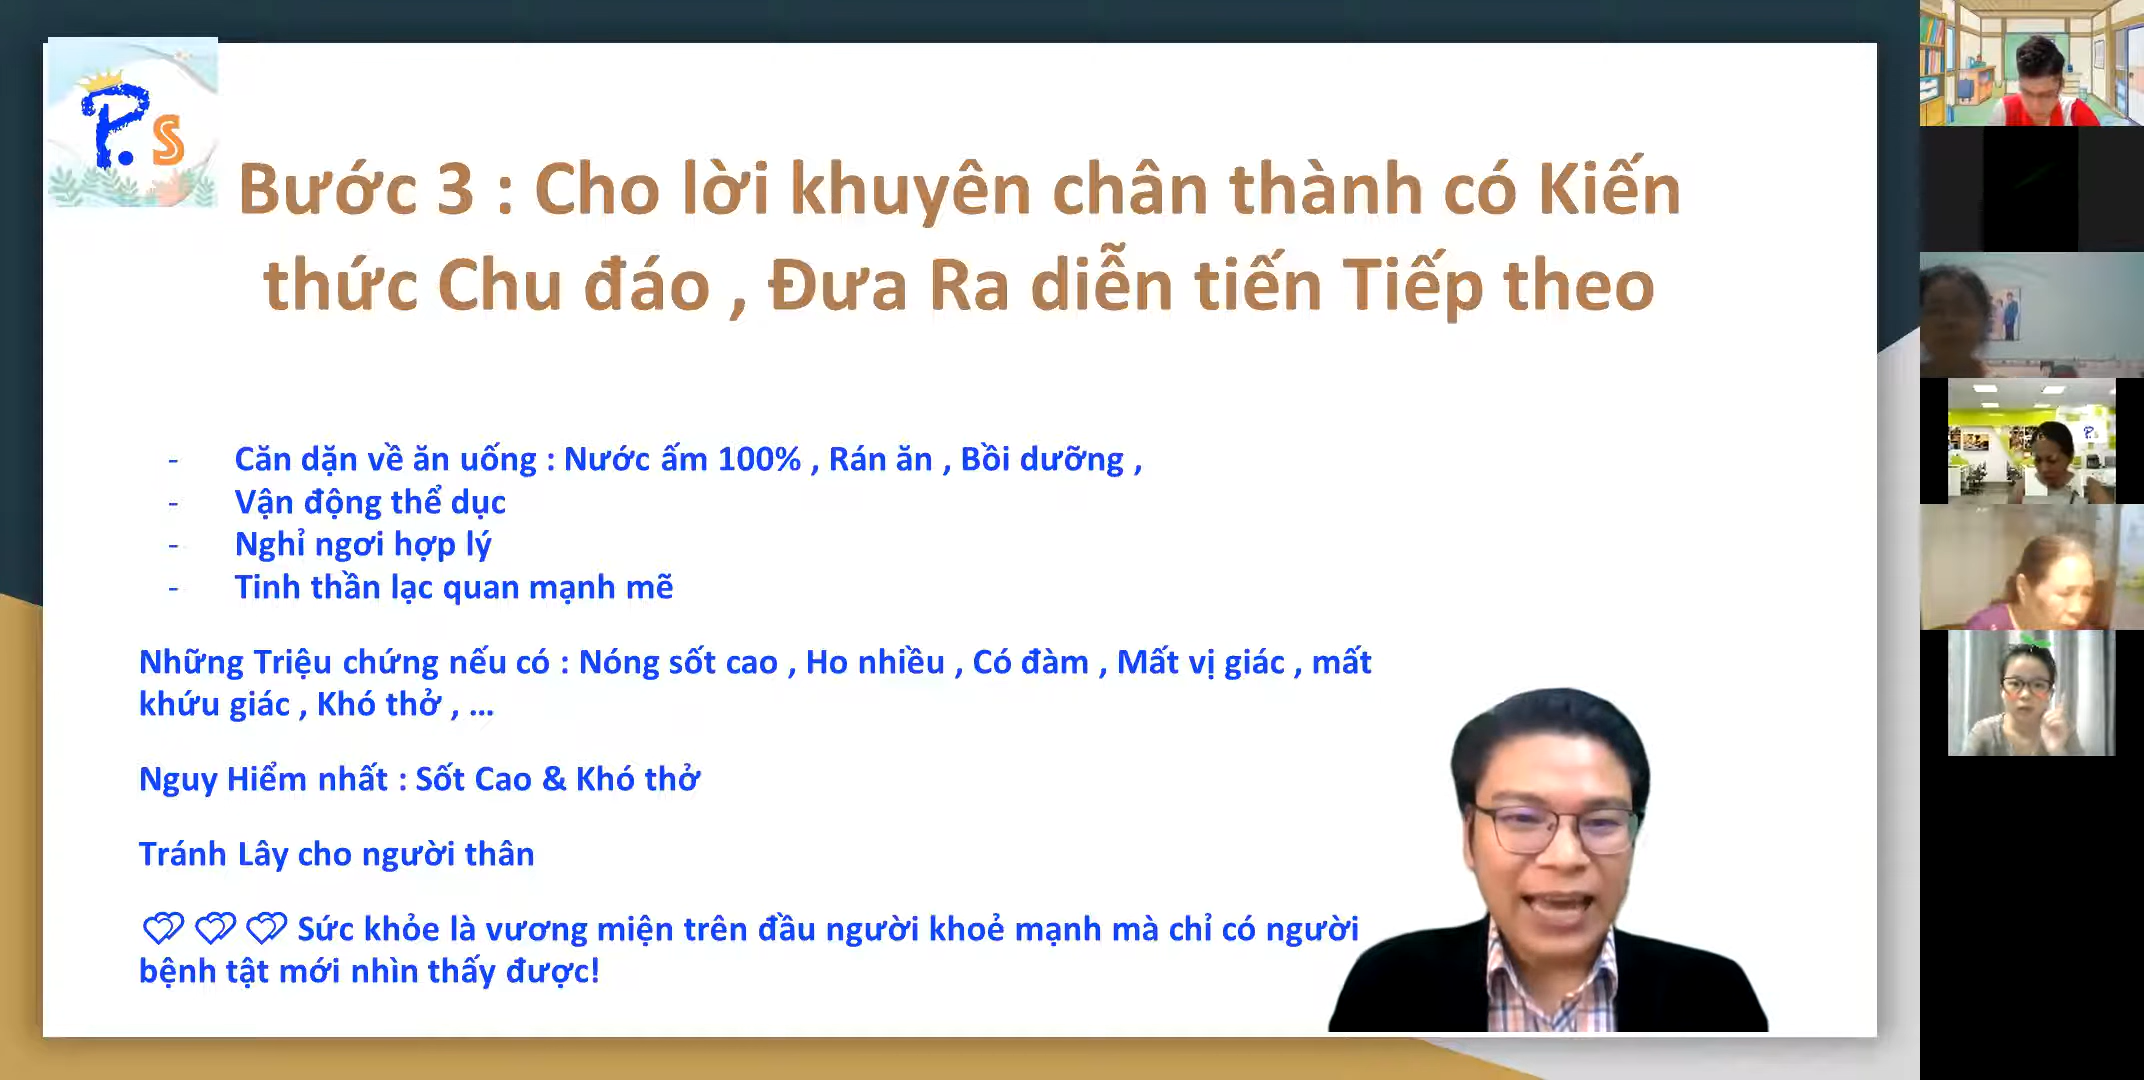 P.s
Bước 3 : Cho lời khuyên chân thành có Kiến
thức Chu đáo , Đưa Ra diễn tiến Tiếp theo
- Căn dặn về ăn uống : Nước ấm 100% , Rán ăn , Bồi dưỡng ,
- Vận động thể dục
- Nghỉ ngơi hợp lý
- Tinh thần lạc quan mạnh mẽ
Những Triệu chứng nếu có : Nóng sốt cao , Ho nhiều , Có đàm , Mất vị giác , mất
khứu giác , Khó thở , ...
Nguy Hiểm nhất : Sốt Cao & Khó thở
Tránh Lây cho người thân
💕 💕 💕 Sức khỏe là vương miện trên đầu người khoẻ mạnh mà chỉ có người
bệnh tật mới nhìn thấy được!
P.s